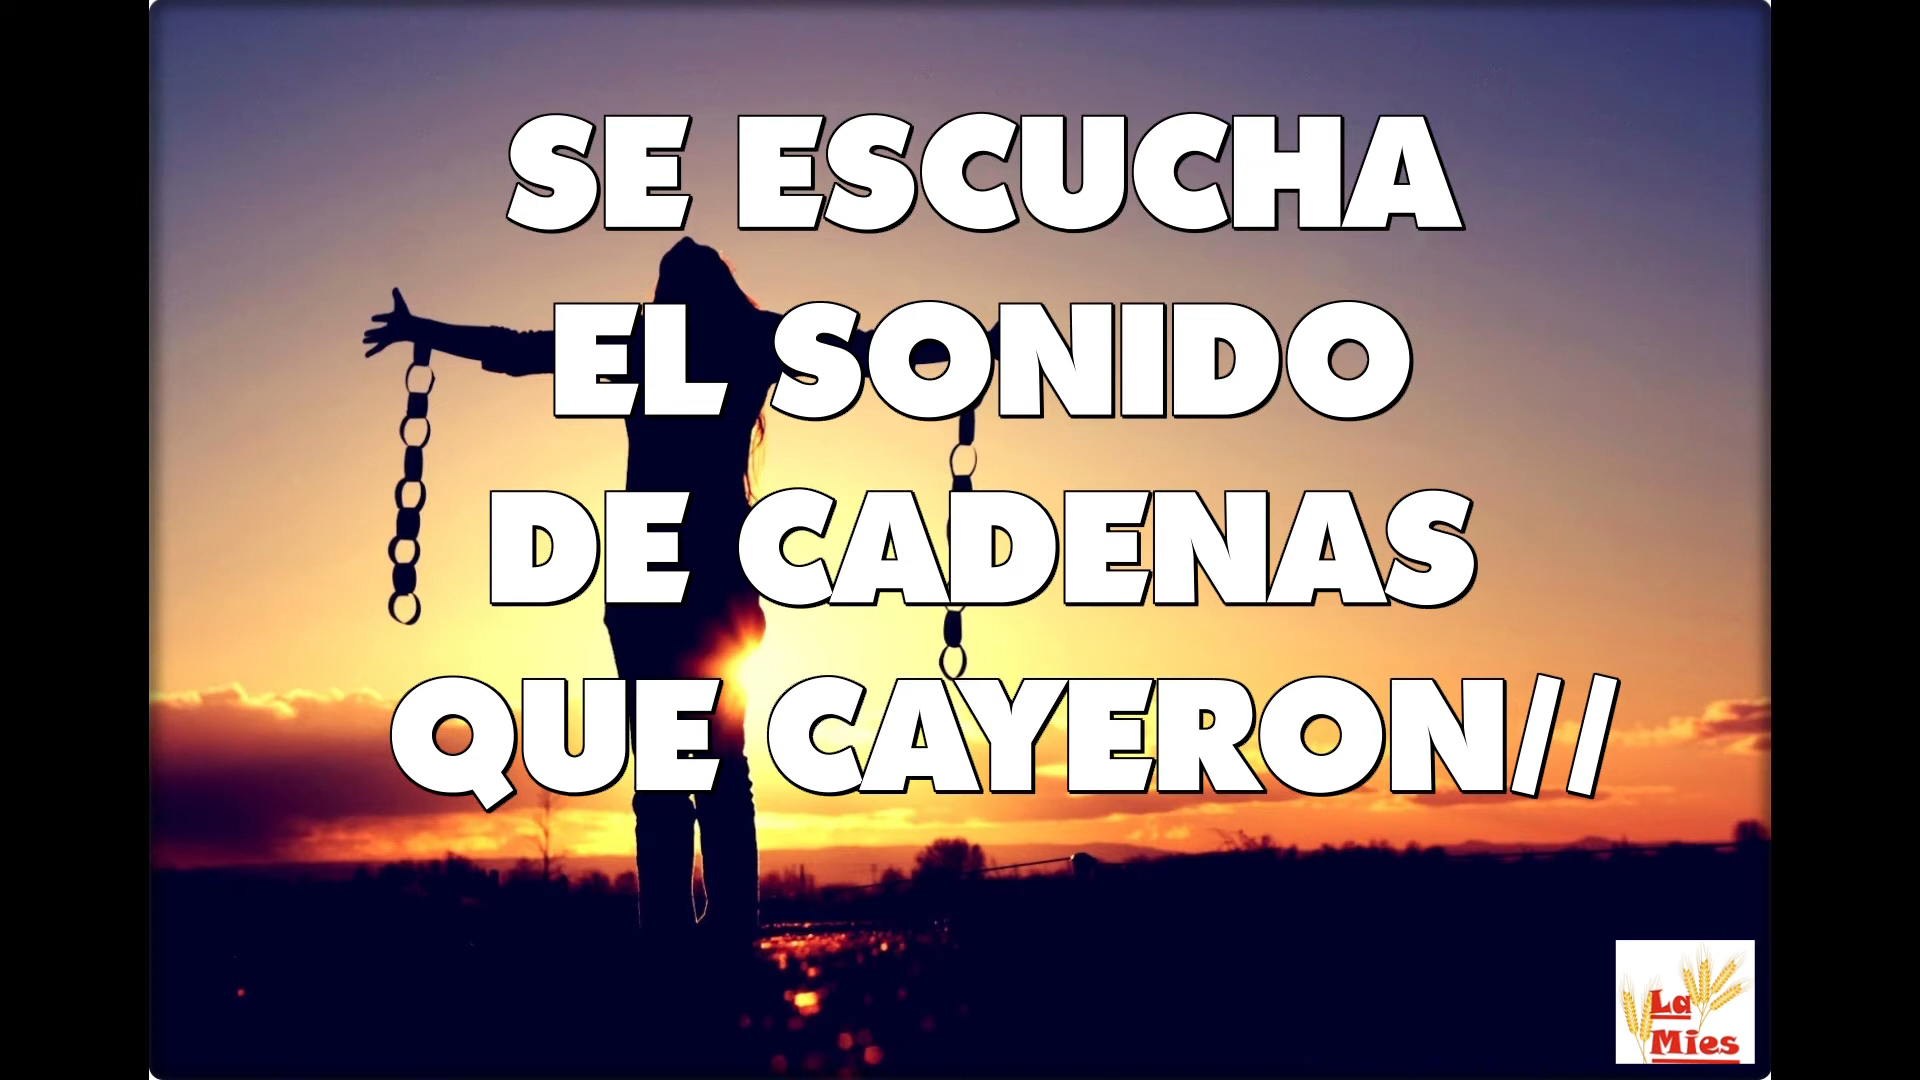 SE ESCUCHA
EL SONIDO
DE CADENAS
QUE CAYERON//
La
Mies